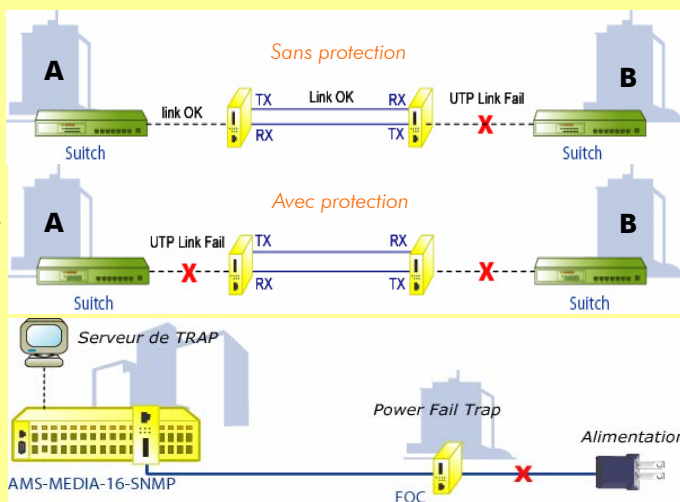 Sans protection
A
B
link OK
TX
Link OK
RX
UTP Link Fail
RX
TX
Suitch
Suitch
Avec protection
A
B
UTP Link Fail
TX
RX
RX
TX
Suitch
Suitch
Serveur de TRAP
Power Fail Trap
Alimentation
AMS-MEDIA-16-SNMP
FOC